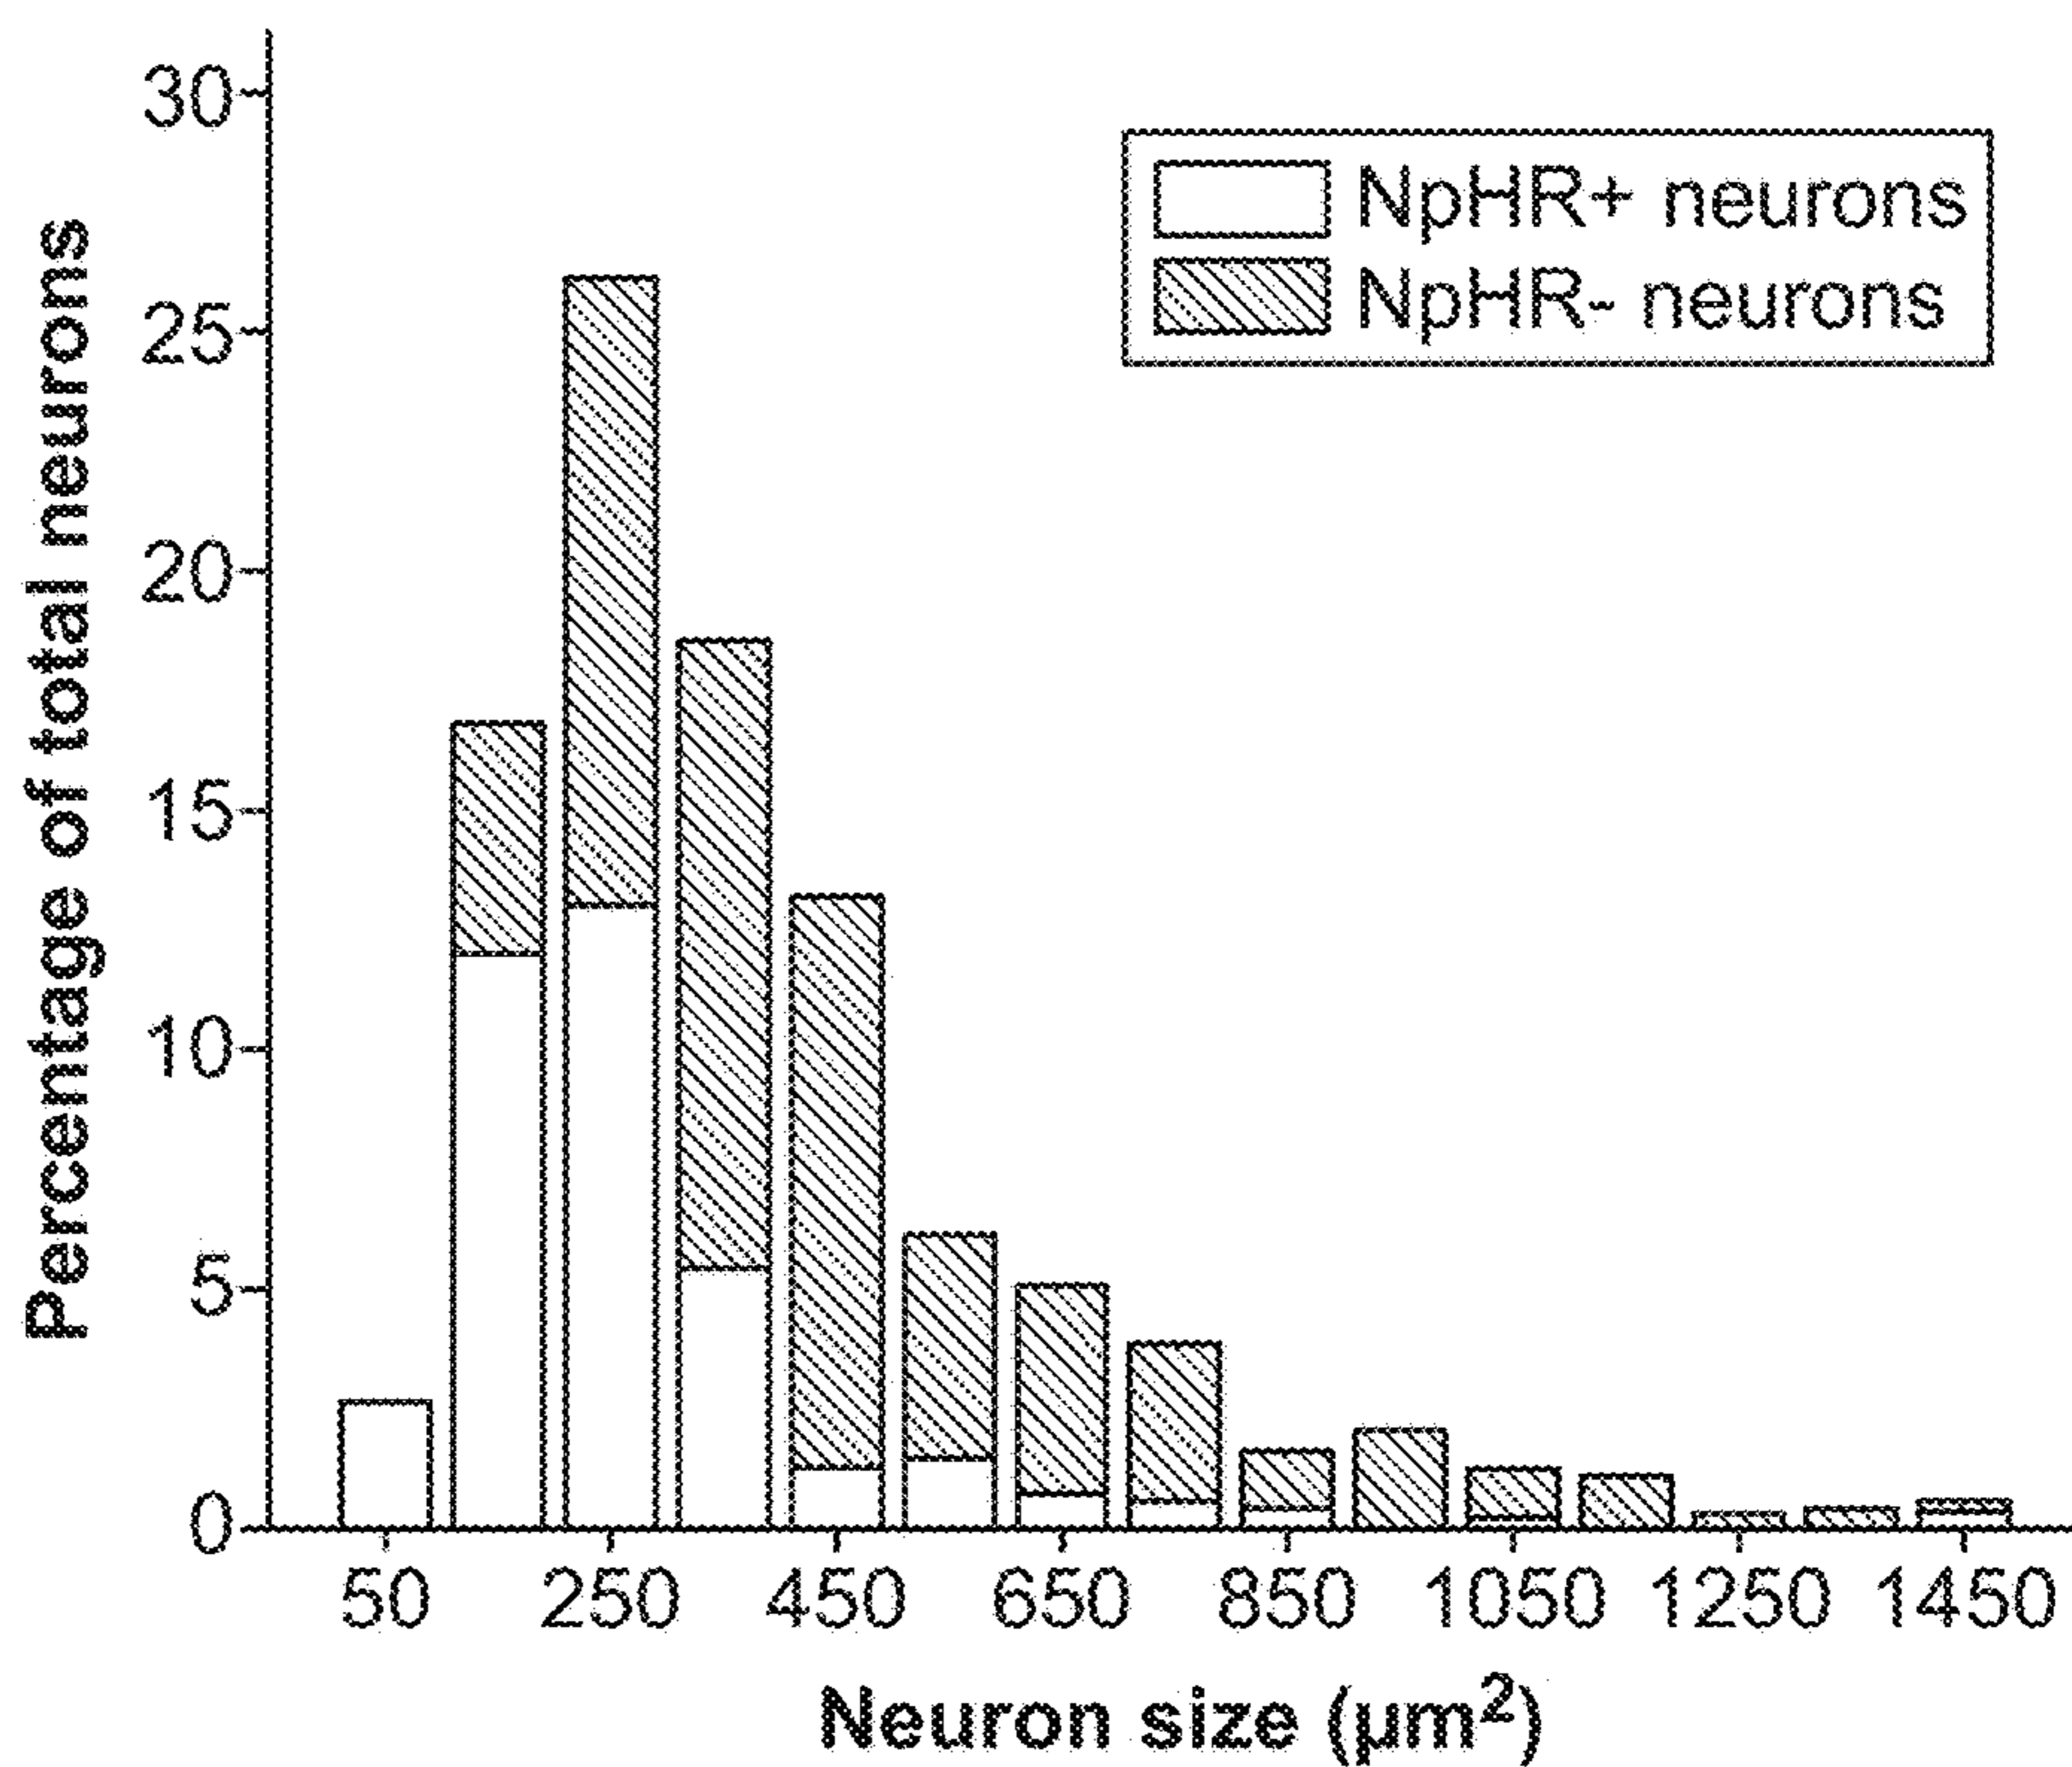 Percentage of total neurons
30
25
20
15
10
5
0
NpHR+ neurons
NpHR- neurons
50 250 450 650 850 1050 1250 1450
Neuron size (µm²)